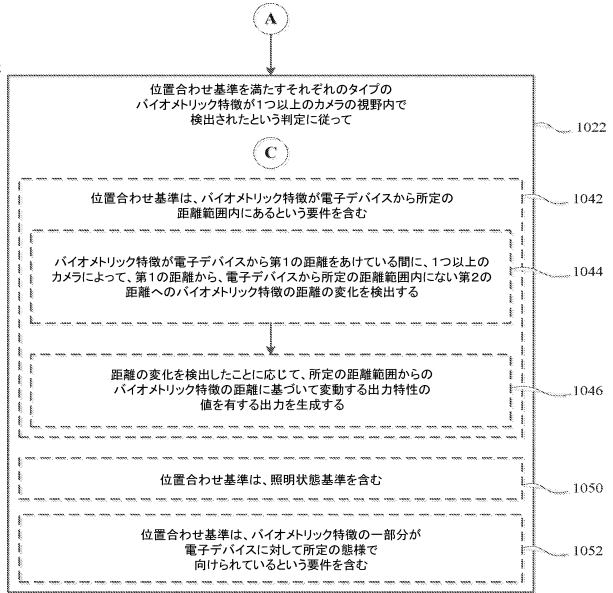 A
位置合わせ基準を満たすそれぞれのタイプの
バイオメトリック特徴が１つ以上のカメラの視野内で
検出されたという判定に従って
1022
C
位置合わせ基準は、バイオメトリック特徴が電子デバイスから所定の
距離範囲内にあるという要件を含む
1042
バイオメトリック特徴が電子デバイスから第１の距離をあけている間に、１つ以上の
カメラによって、第１の距離から、電子デバイスから所定の距離範囲内にない第２の
距離へのバイオメトリック特徴の距離の変化を検出する
1044
距離の変化を検出したことに応じて、所定の距離範囲からの
バイオメトリック特徴の距離に基づいて変動する出力特性の
値を有する出力を生成する
1046
位置合わせ基準は、照明状態基準を含む
1050
位置合わせ基準は、バイオメトリック特徴の一部分が
電子デバイスに対して所定の態様で
向けられているという要件を含む
1052